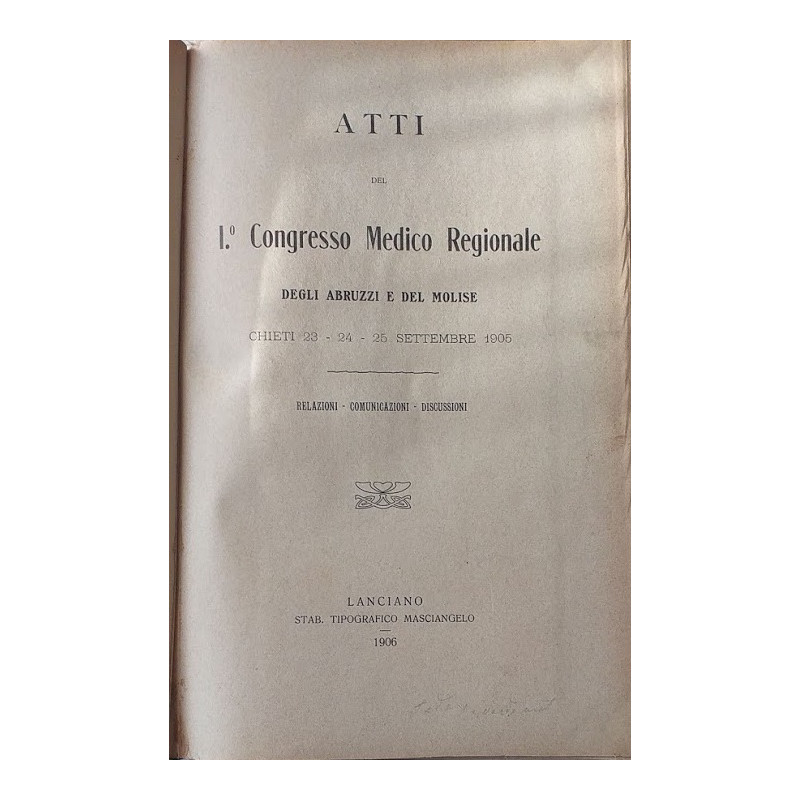 ATTI
DEL
I.º Congresso Medico Regionale
DEGLI ABRUZZI E DEL MOLISE
CHIETI 23 - 24 - 25 SETTEMBRE 1905
RELAZIONI - COMUNICAZIONI - DISCUSSIONI
LANCIANO
STAB. TIPOGRAFICO MASCIANGELO
1906